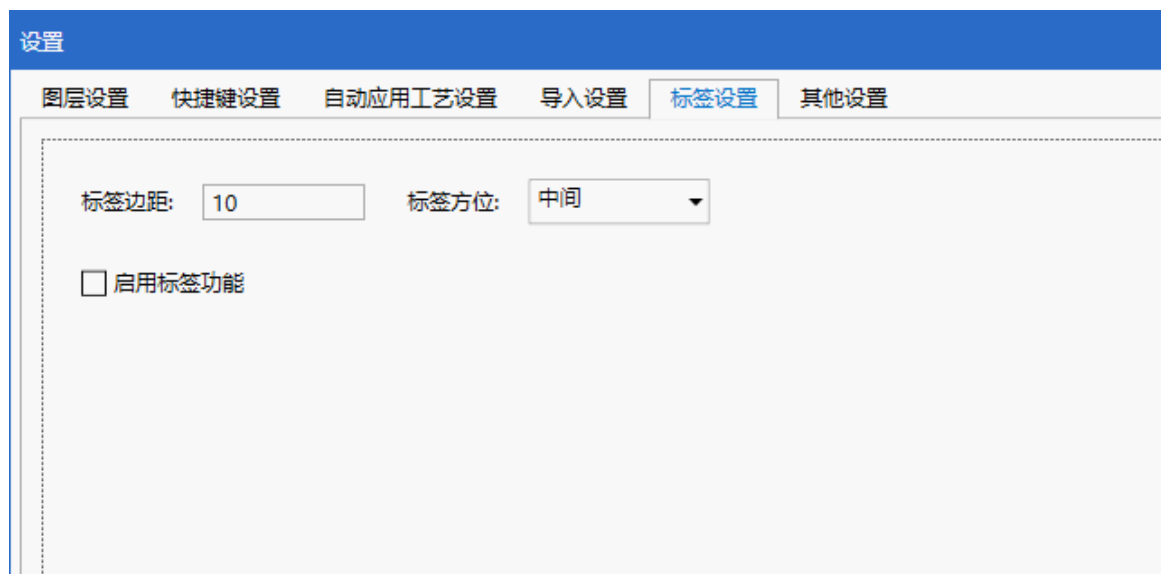 设置
图层设置 快捷键设置 自动应用工艺设置 导入设置 标签设置 其他设置
标签边距: 10 标签方位: 中间
启用标签功能